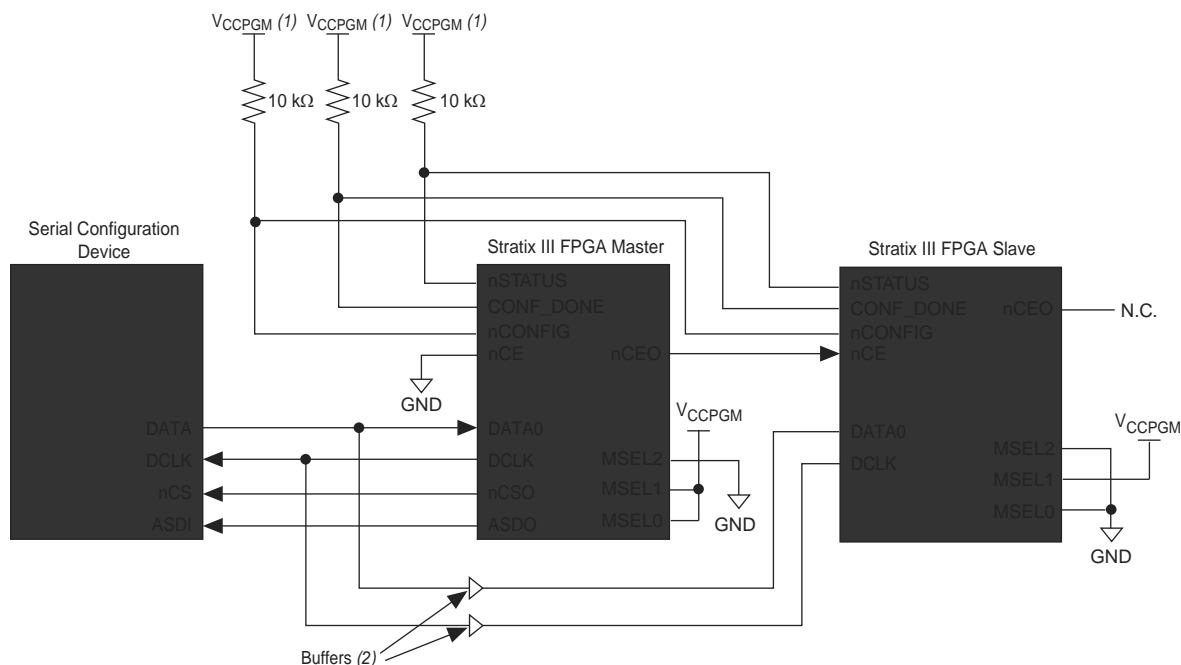 VCCPGM (1) VCCPGM (1) VCCPGM (1)
10 kΩ 10 kΩ 10 kΩ
Serial Configuration
Device
DATA
DCLK
nCS
ASDI
Stratix III FPGA Master
nSTATUS
CONF_DONE
nCONFIG
nCE
nCEO
GND
DATA0
DCLK
nCSO
ASDO
MSEL2
MSEL1
MSEL0
VCCPGM
GND
Stratix III FPGA Slave
nSTATUS
CONF_DONE
nCONFIG
nCE
nCEO
N.C.
DATA0
DCLK
MSEL2
MSEL1
MSEL0
VCCPGM
GND
Buffers (2)